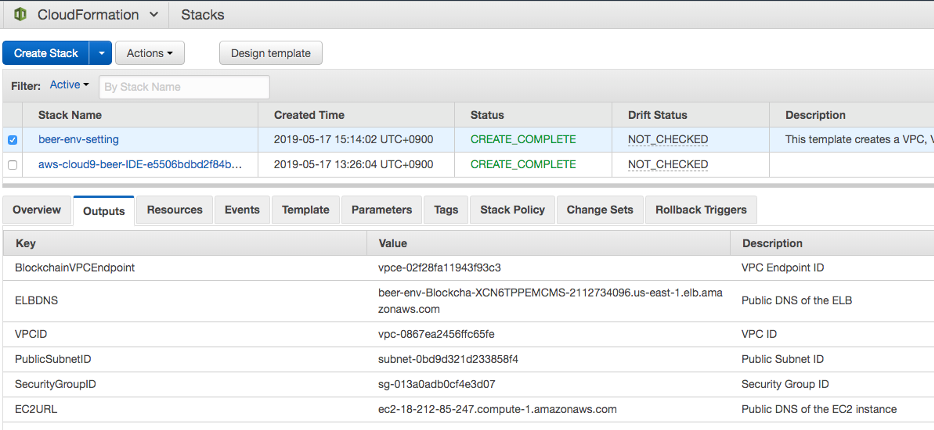 CloudFormation Stacks
Create Stack Actions Design template
Filter: Active By Stack Name
Stack Name Created Time Status Drift Status Description
beer-env-setting 2019-05-17 15:14:02 UTC+0900 CREATE_COMPLETE NOT_CHECKED This template creates a VPC, V
aws-cloud9-beer-IDE-e5506bdbd2f84b... 2019-05-17 13:26:04 UTC+0900 CREATE_COMPLETE NOT_CHECKED
Overview Outputs Resources Events Template Parameters Tags Stack Policy Change Sets Rollback Triggers
Key Value Description
BlockchainVPCEndpoint vpce-02f28fa11943f93c3 VPC Endpoint ID
ELBDNS beer-env-Blockcha-XCN6TPPEMCMS-2112734096.us-east-1.elb.ama
zonaws.com Public DNS of the ELB
VPCID vpc-0867ea2456ffc65fe VPC ID
PublicSubnetID subnet-0bd9d321d233858f4 Public Subnet ID
SecurityGroupID sg-013a0adb0cf4e3d07 Security Group ID
EC2URL ec2-18-212-85-247.compute-1.amazonaws.com Public DNS of the EC2 instance